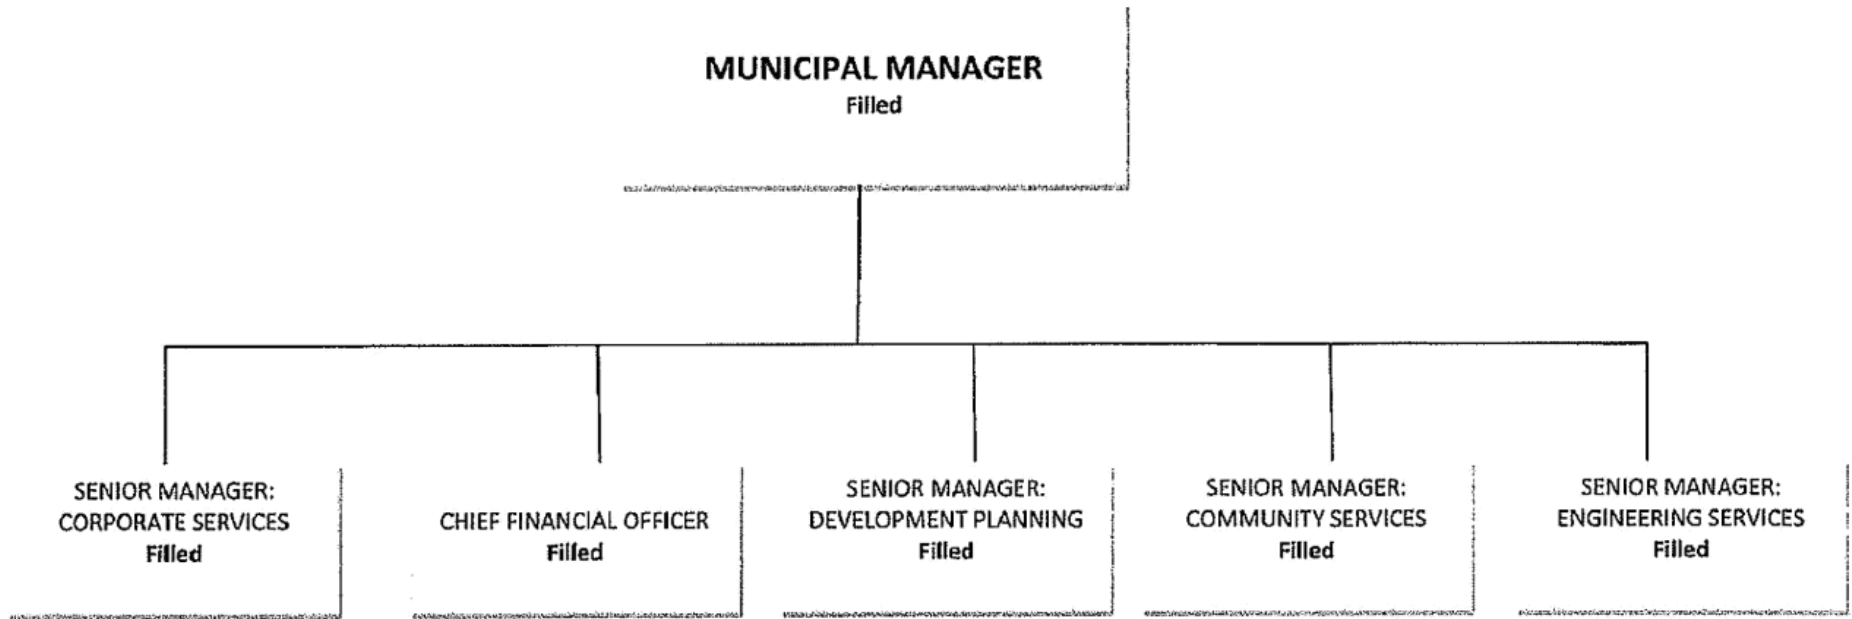 MUNICIPAL MANAGER
Filled
SENIOR MANAGER:
CORPORATE SERVICES
Filled
CHIEF FINANCIAL OFFICER
Filled
SENIOR MANAGER:
DEVELOPMENT PLANNING
Filled
SENIOR MANAGER:
COMMUNITY SERVICES
Filled
SENIOR MANAGER:
ENGINEERING SERVICES
Filled